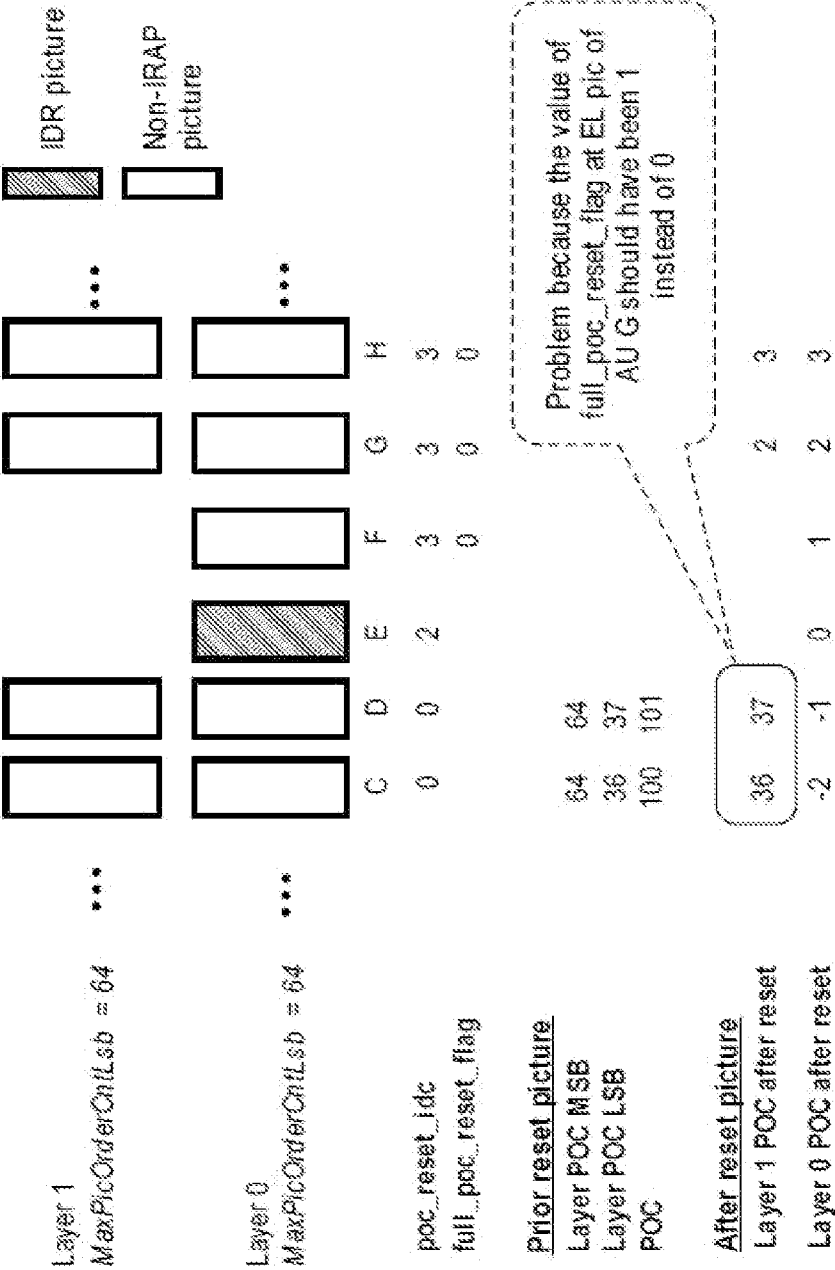 IDR picture
Non-IRAP
picture
Layer 1
MaxPicOrderCntLsb = 64
•••
•••
Layer 0
MaxPicOrderCntLsb = 64
•••
•••
C D E F G H
poc_reset_idc 0 0 2 3 3 3
full_poc_reset_flag 0 0 0
Prior reset picture
Layer POC MSB 64 64
Layer POC LSB 36 37
POC 100 101
Problem because the value of
full_poc_reset_flag at EL pic of
AU G should have been 1
instead of 0
After reset picture
Layer 1 POC after reset 36 37 2 3
Layer 0 POC after reset -2 -1 0 1 2 3